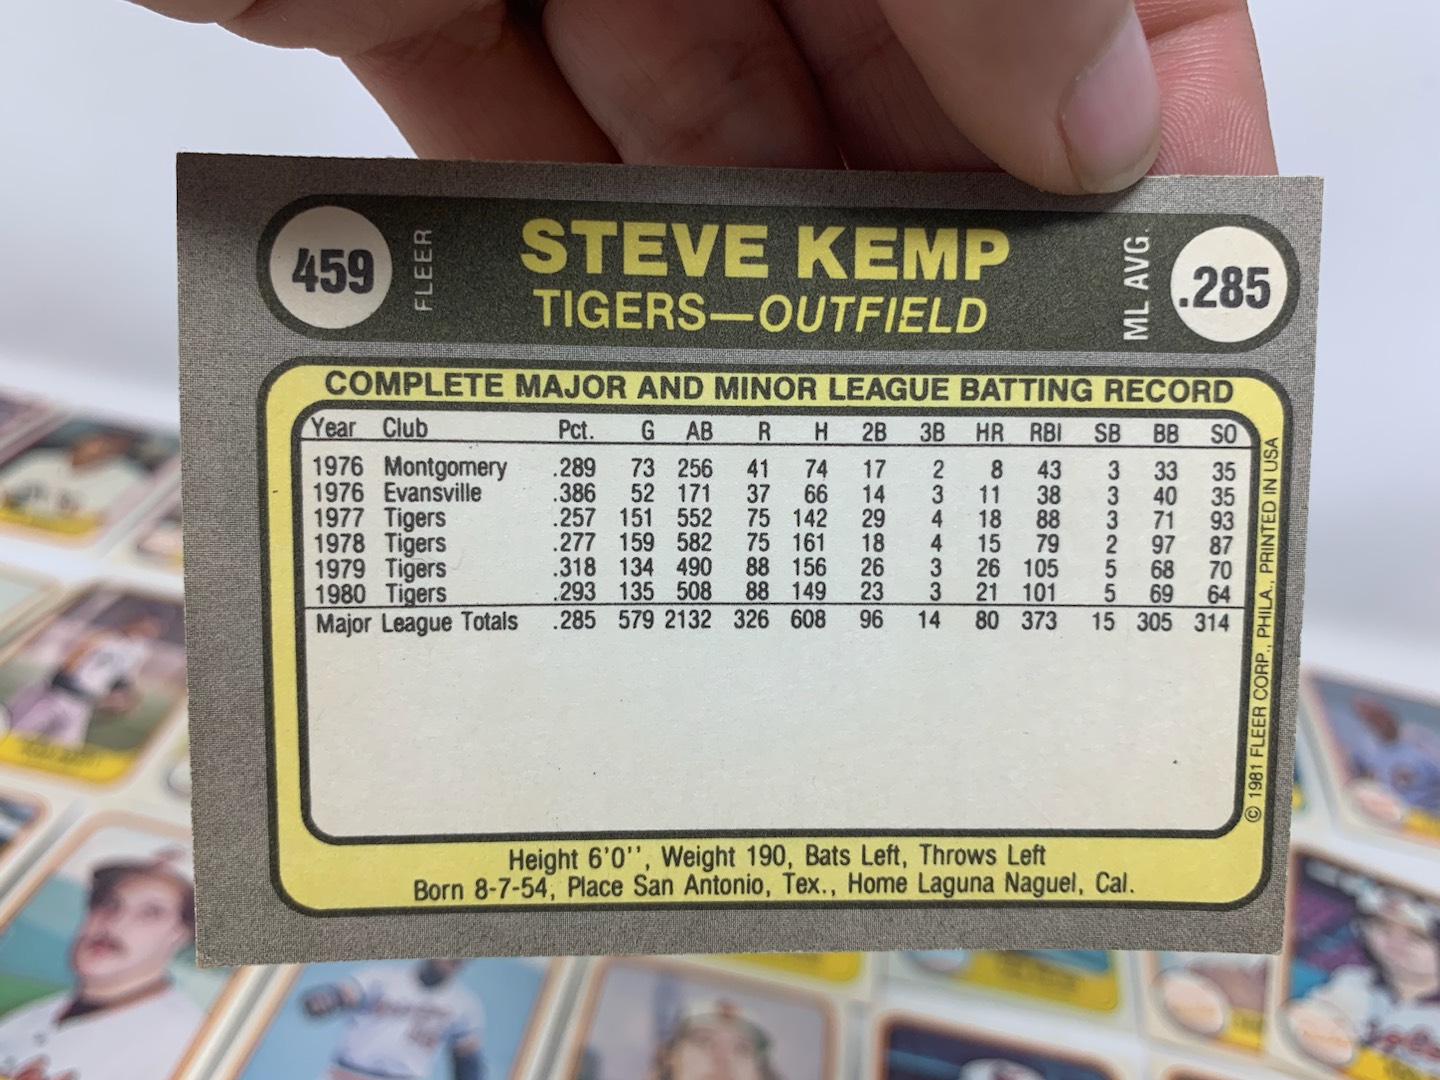 459 FLEER STEVE KEMP ML AVG. .285
TIGERS—OUTFIELD
COMPLETE MAJOR AND MINOR LEAGUE BATTING RECORD
Year Club Pct. G AB R H 2B 3B HR RBI SB BB SO
1976 Montgomery .289 73 256 41 74 17 2 8 43 3 33 35
1976 Evansville .386 52 171 37 66 14 3 11 38 3 40 35
1977 Tigers .257 151 552 75 142 29 4 18 88 3 71 93
1978 Tigers .277 159 582 75 161 18 4 15 79 2 97 87
1979 Tigers .318 134 490 88 156 26 3 26 105 5 68 70
1980 Tigers .293 135 508 88 149 23 3 21 101 5 69 64
Major League Totals .285 579 2132 326 608 96 14 80 373 15 305 314
© 1981 FLEER CORP., PHILA., PRINTED IN USA
Height 6'0'', Weight 190, Bats Left, Throws Left
Born 8-7-54, Place San Antonio, Tex., Home Laguna Naguel, Cal.